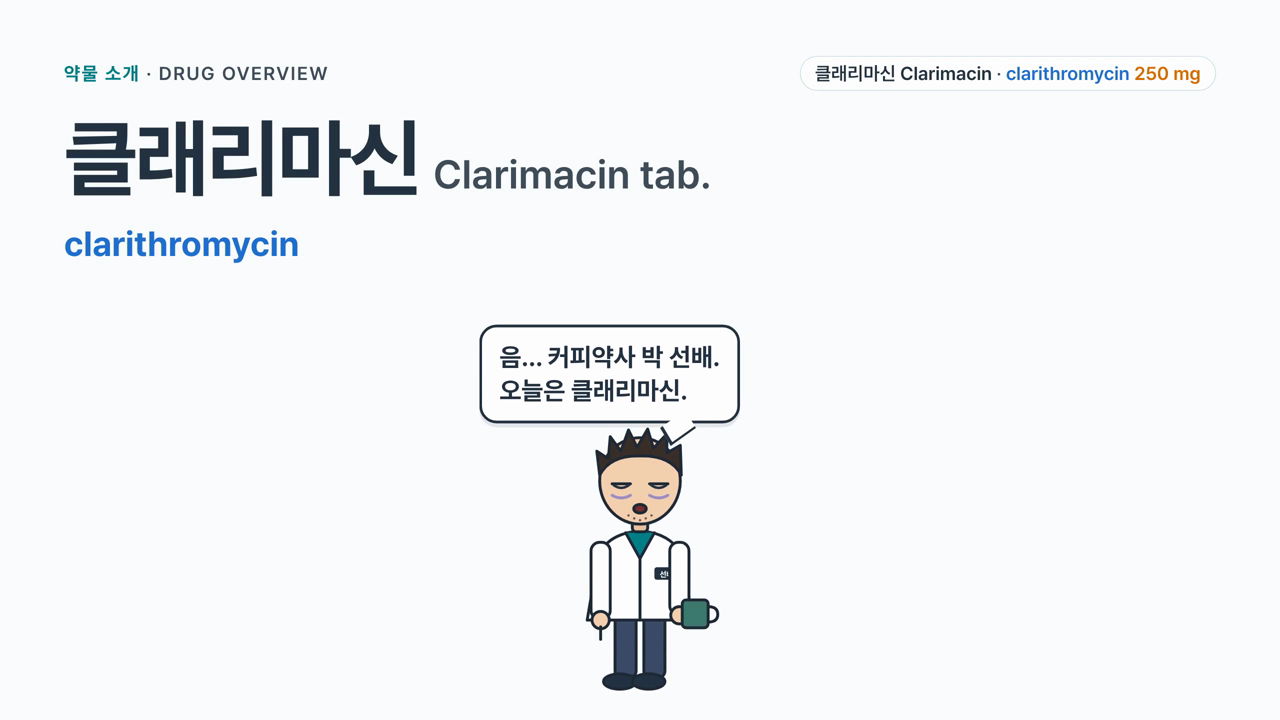 약물 소개 · DRUG OVERVIEW
클래리마신 Clarimacin · clarithromycin 250 mg
클래리마신 Clarimacin tab.
clarithromycin
음... 커피약사 박 선배.
오늘은 클래리마신.